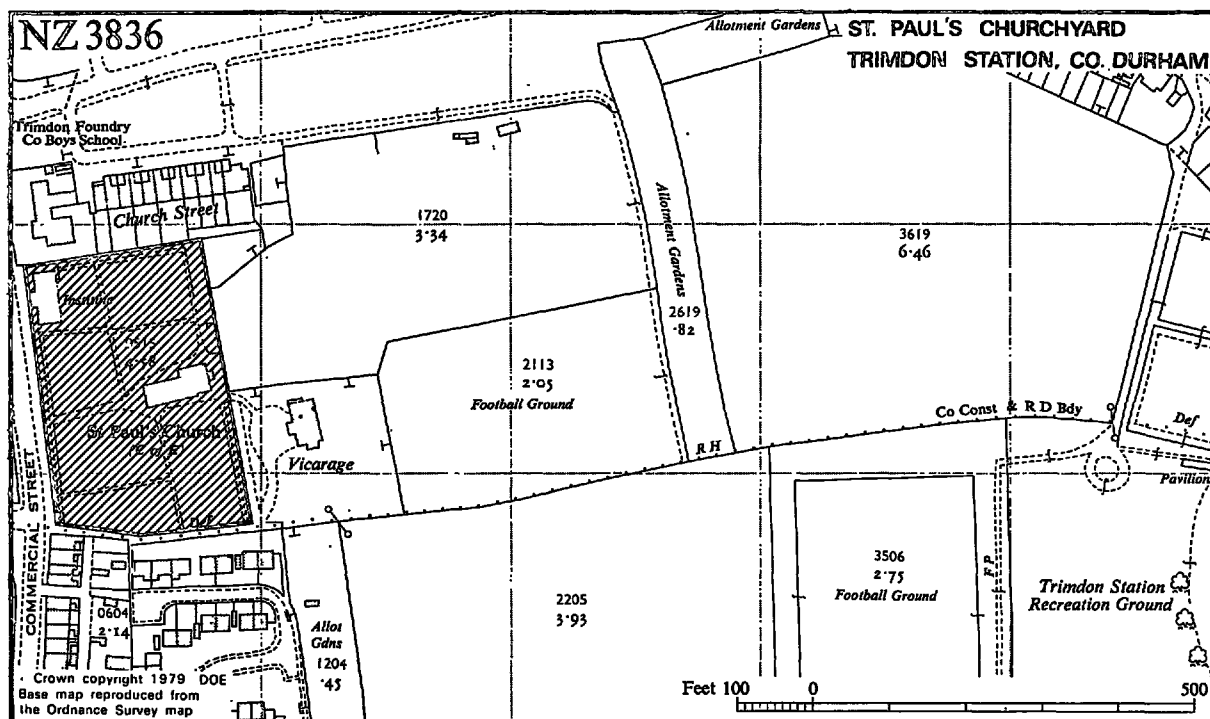 NZ 3836
Allotment Gardens
ST. PAUL'S CHURCHYARD
TRIMDON STATION, CO. DURHAM
Trimdon Foundry
Co Boys School
Church Street
1720
3·34
Allotment Gardens
3619
6·46
Institute
2619
·82
2113
2·05
Football Ground
St Paul's Church
(C of E)
Vicarage
R H
Co Const & R D Bdy
Def
Pavilion
Def
COMMERCIAL STREET
3506
2·75
Football Ground
F P
Trimdon Station
Recreation Ground
0604
2·14
2205
3·93
Allot
Gdns
1204
·45
Crown copyright 1979 DOE
Base map reproduced from
the Ordnance Survey map
Feet 100 0 500